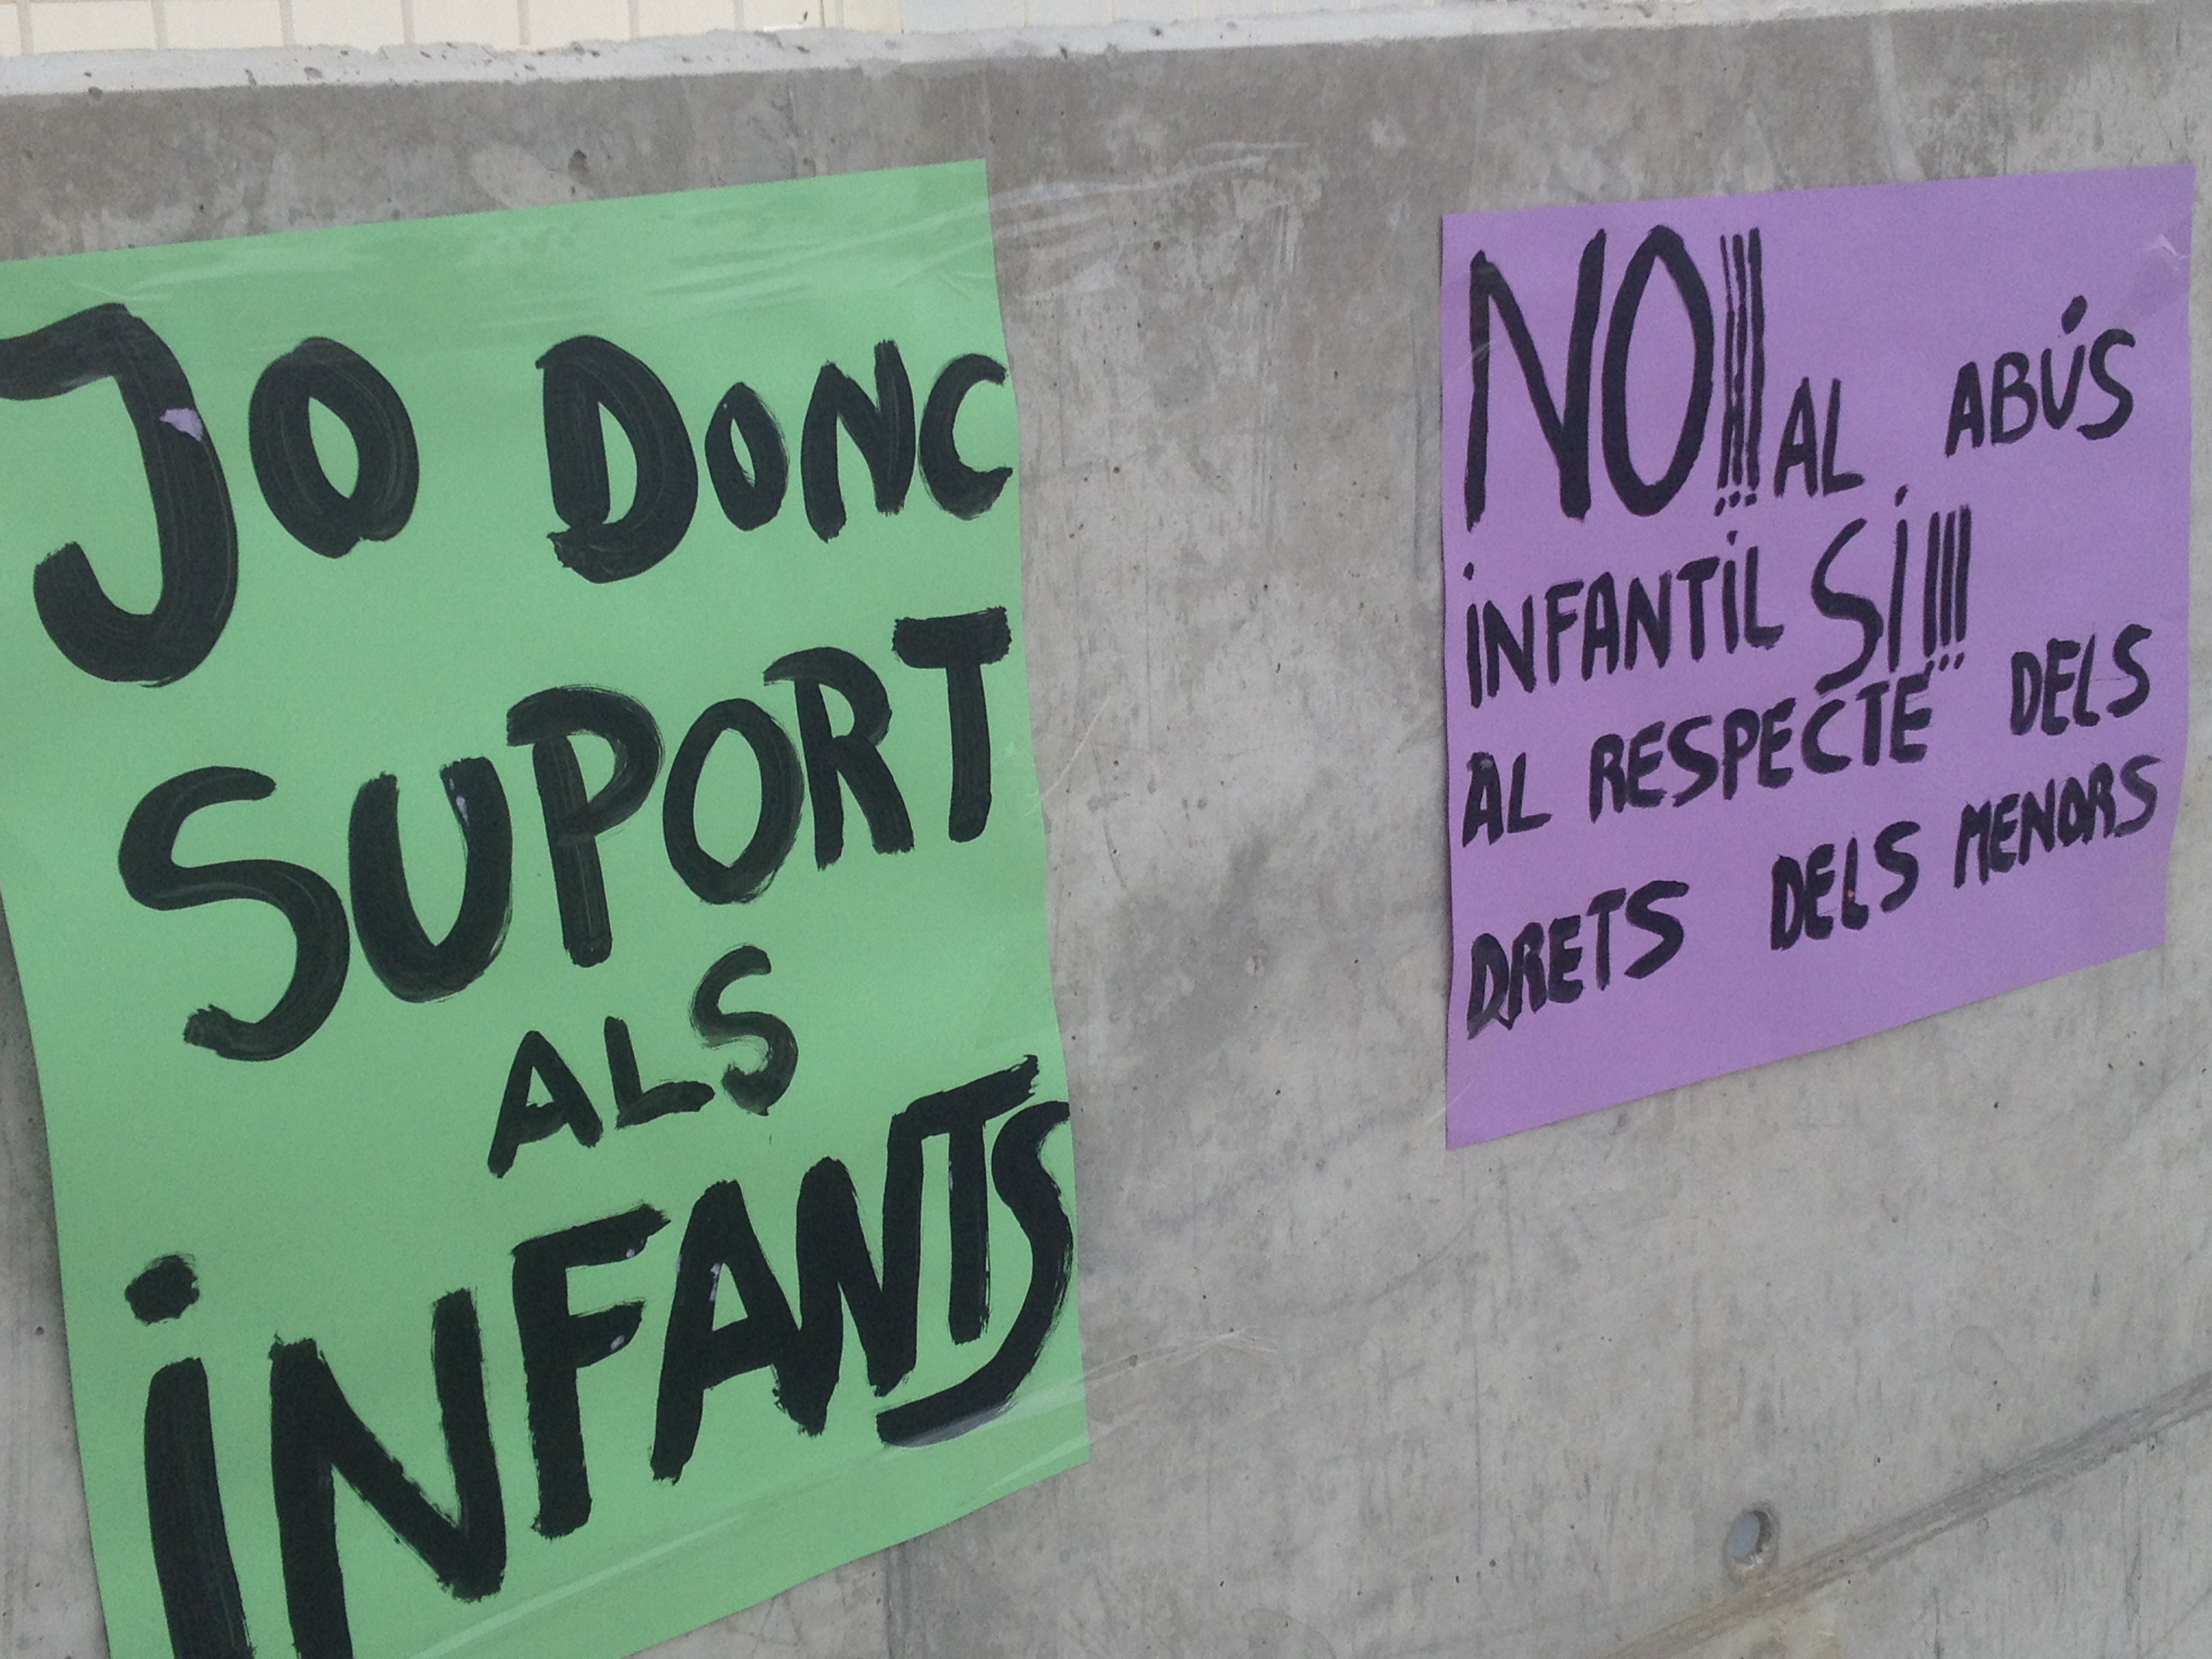 JO DONC
SUPORT
ALS
INFANTS
NO!!! AL ABÚS
INFANTIL SÍ!!!
AL RESPECTE DELS
DRETS DELS MENORS